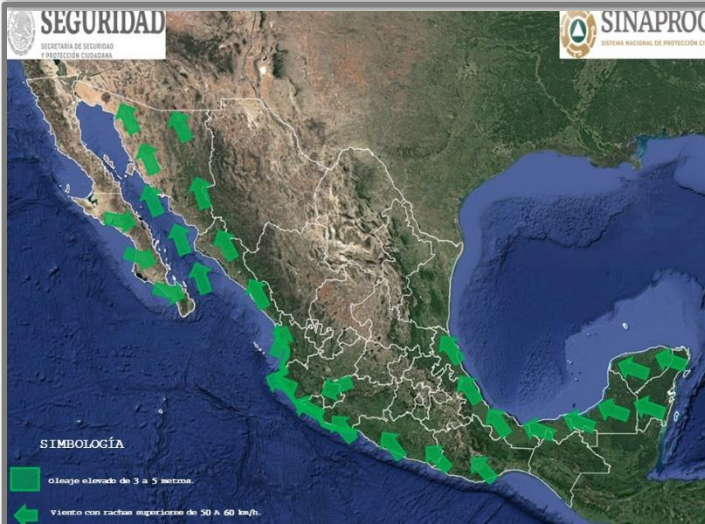 SEGURIDAD
SECRETARÍA DE SEGURIDAD
Y PROTECCIÓN CIUDADANA
SINAPROC
SISTEMA NACIONAL DE PROTECCIÓN CI
SIMBOLOGÍA
Oleaje elevado de 3 a 5 metros.
Viento con rachas superiores de 50 A 60 km/h.